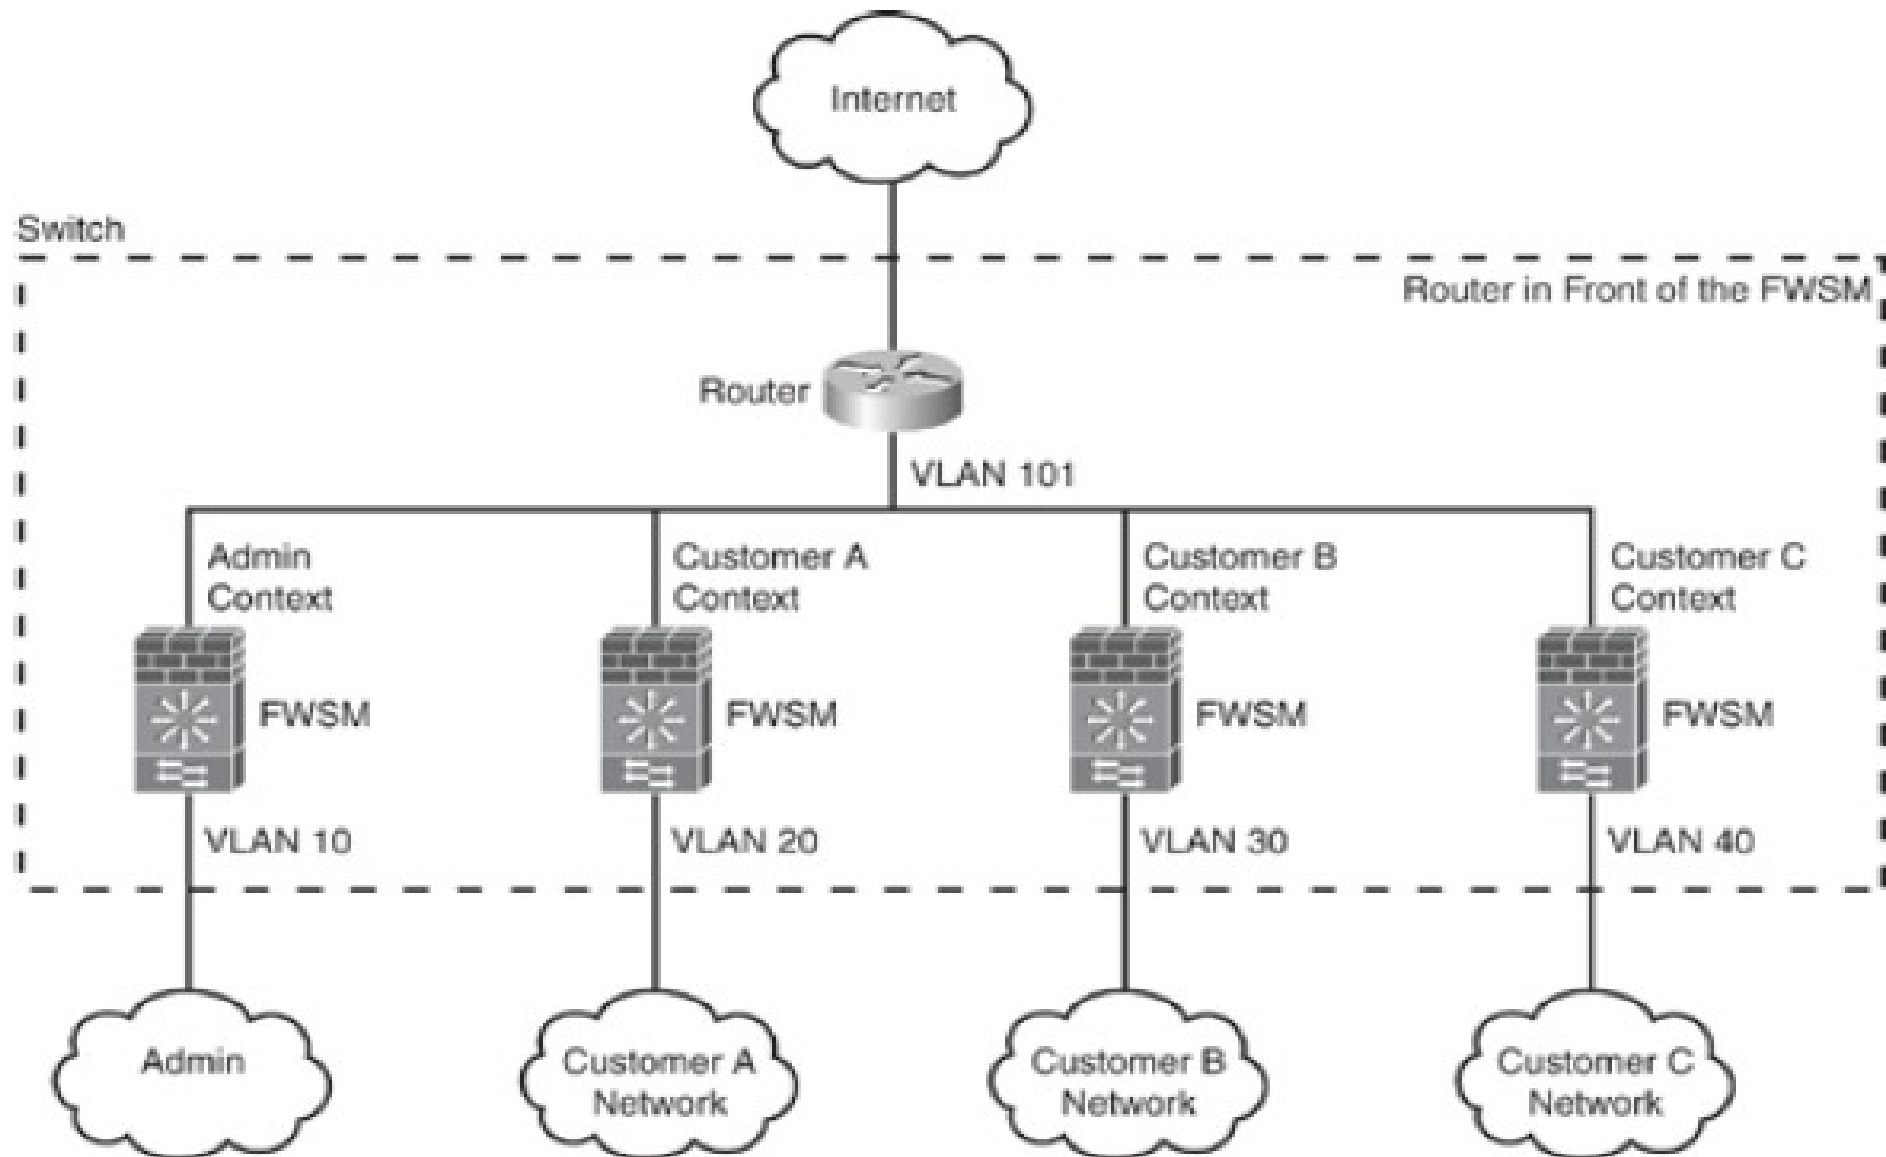 Internet
Switch
Router in Front of the FWSM
Router
VLAN 101
Admin
Context
Customer A
Context
Customer B
Context
Customer C
Context
FWSM
FWSM
FWSM
FWSM
VLAN 10
VLAN 20
VLAN 30
VLAN 40
Admin
Customer A
Network
Customer B
Network
Customer C
Network